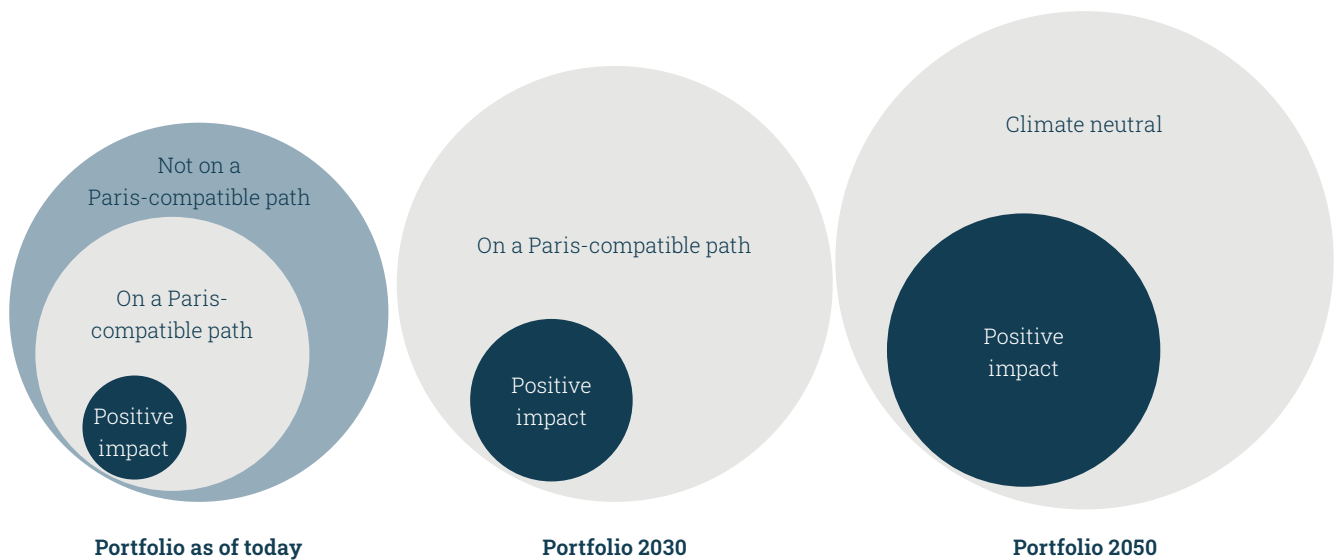 Not on a
Paris-compatible path
On a Paris-
compatible path
Positive
impact
Portfolio as of today
On a Paris-compatible path
Positive
impact
Portfolio 2030
Climate neutral
Positive
impact
Portfolio 2050